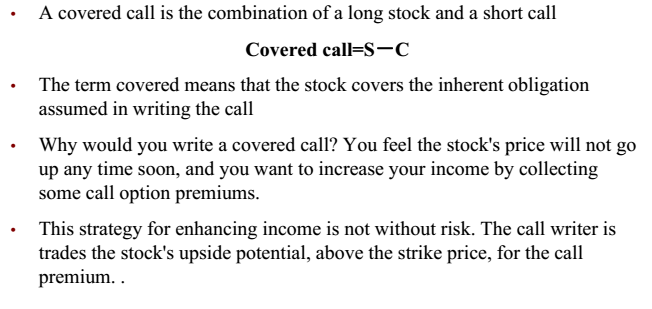 • A covered call is the combination of a long stock and a short call
Covered call=S－C
• The term covered means that the stock covers the inherent obligation
assumed in writing the call
• Why would you write a covered call? You feel the stock's price will not go
up any time soon, and you want to increase your income by collecting
some call option premiums.
• This strategy for enhancing income is not without risk. The call writer is
trades the stock's upside potential, above the strike price, for the call
premium. .